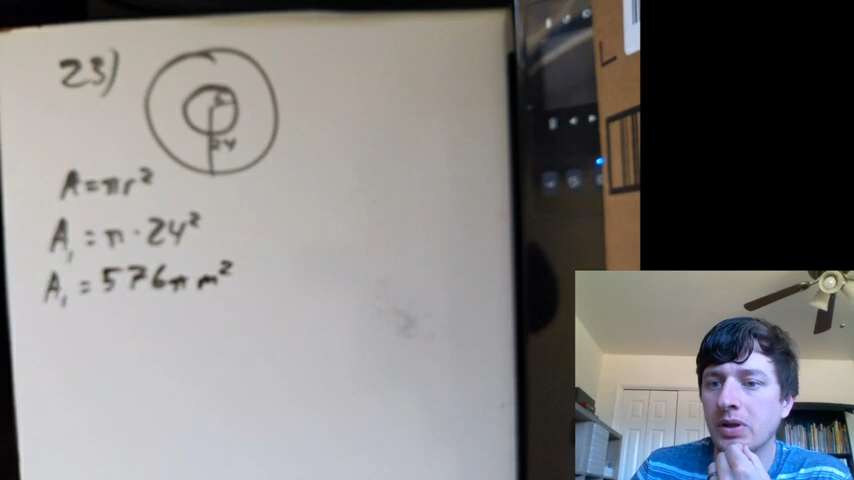 23)
24
A=πr²
A₁ = π · 24²
A₁ = 576π m²